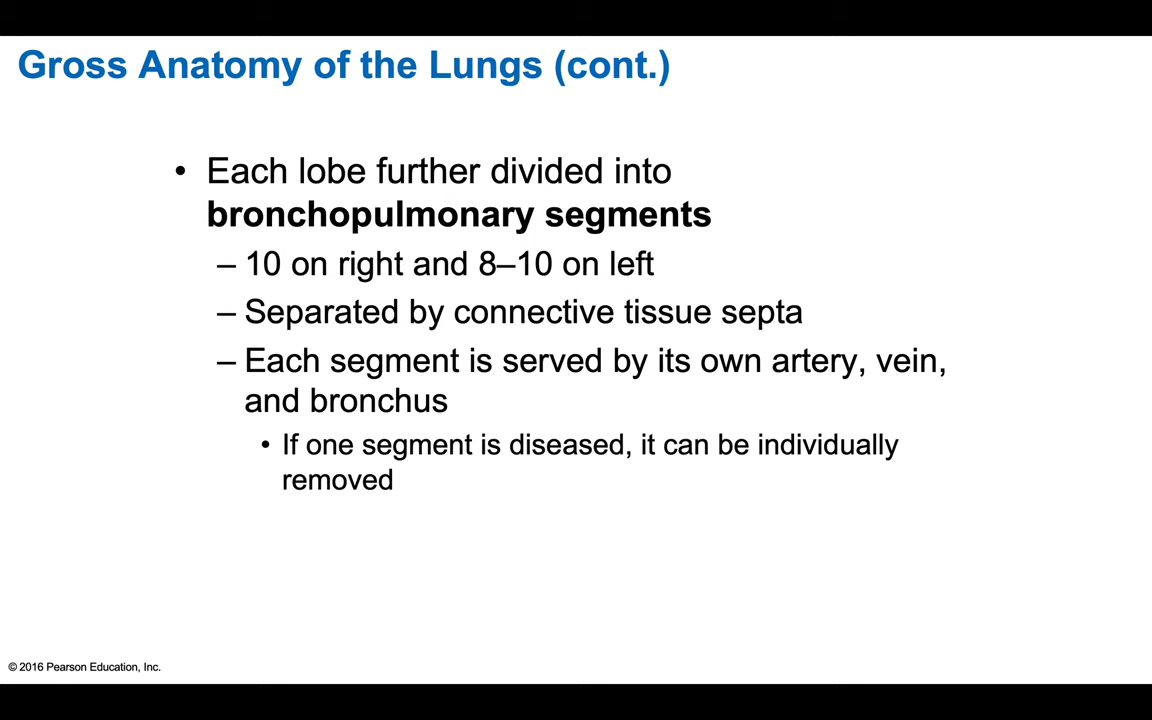 Gross Anatomy of the Lungs (cont.)
• Each lobe further divided into
bronchopulmonary segments
– 10 on right and 8–10 on left
– Separated by connective tissue septa
– Each segment is served by its own artery, vein,
and bronchus
• If one segment is diseased, it can be individually
removed
© 2016 Pearson Education, Inc.